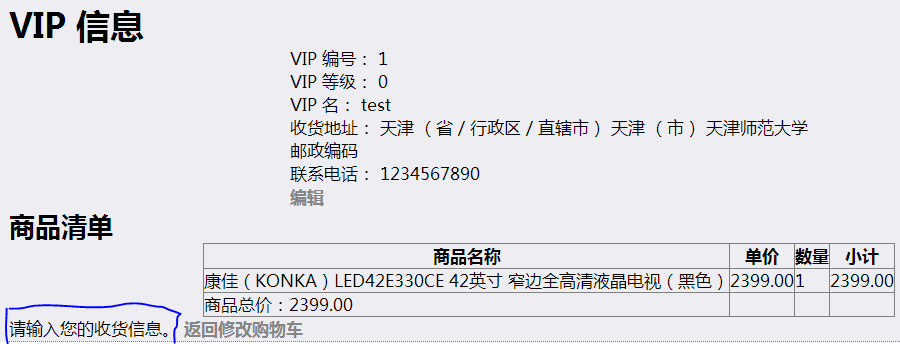 VIP 信息
VIP 编号： 1
VIP 等级： 0
VIP 名： test
收货地址： 天津 （省 / 行政区 / 直辖市） 天津 （市） 天津师范大学
邮政编码
联系电话： 1234567890
编辑
商品清单
商品名称 单价 数量 小计
康佳（KONKA）LED42E330CE 42英寸 窄边全高清液晶电视（黑色） 2399.00 1 2399.00
商品总价：2399.00
请输入您的收货信息。 返回修改购物车